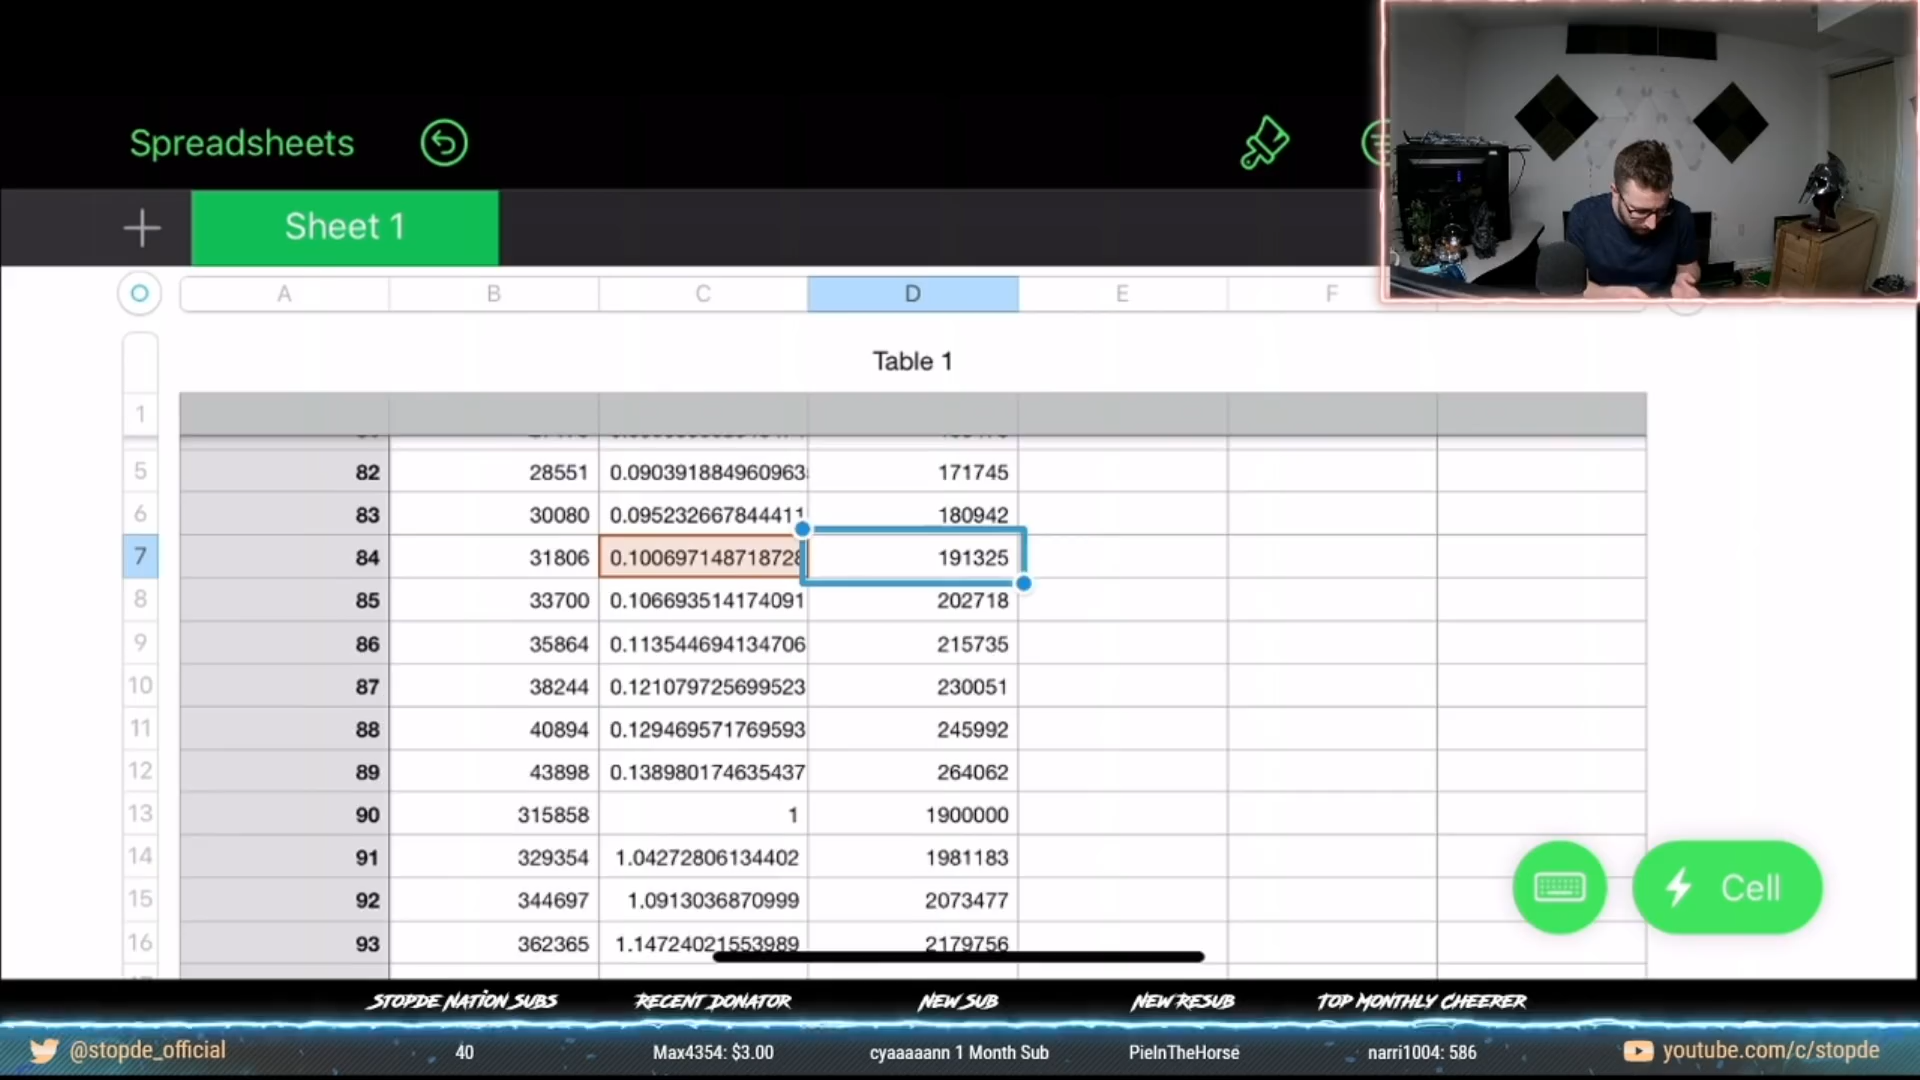 Spreadsheets
Sheet 1
A B C D E F
Table 1
1
5 82 28551 0.090391884960963 171745
6 83 30080 0.095232667844411 180942
7 84 31806 0.100697148718728 191325
8 85 33700 0.106693514174091 202718
9 86 35864 0.113544694134706 215735
10 87 38244 0.121079725699523 230051
11 88 40894 0.129469571769593 245992
12 89 43898 0.138980174635437 264062
13 90 315858 1 1900000
14 91 329354 1.04272806134402 1981183
15 92 344697 1.0913036870999 2073477
16 93 362365 1.14724021553989 2179756
Cell
STOPDE NATION SUBS RECENT DONATOR NEW SUB NEW RESUB TOP MONTHLY CHEERER
@stopde_official 40 Max4354: $3.00 cyaaaaann 1 Month Sub PieInTheHorse narri1004: 586 youtube.com/c/stopde